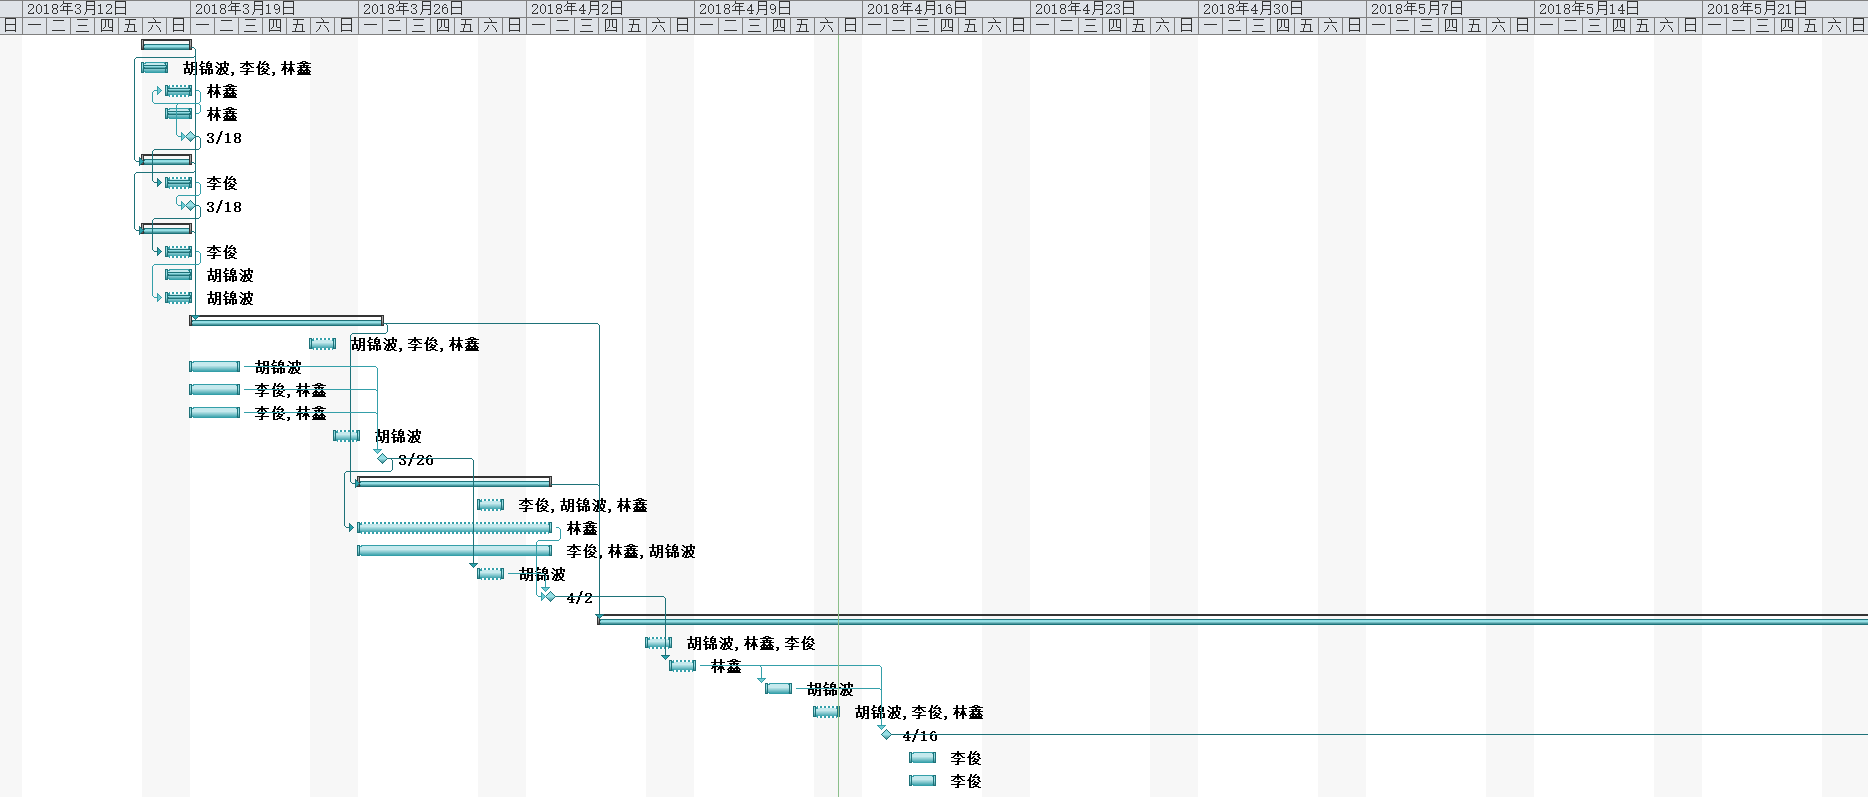 2018年3月12日 2018年3月19日 2018年3月26日 2018年4月2日 2018年4月9日 2018年4月16日 2018年4月23日 2018年4月30日 2018年5月7日 2018年5月14日 2018年5月21日
日 一 二 三 四 五 六 日 一 二 三 四 五 六 日 一 二 三 四 五 六 日 一 二 三 四 五 六 日 一 二 三 四 五 六 日 一 二 三 四 五 六 日 一 二 三 四 五 六 日 一 二 三 四 五 六 日 一 二 三 四 五 六 日 一 二 三 四 五 六 日 一 二 三 四 五 六 日
胡锦波,李俊,林鑫
林鑫
林鑫
3/18
李俊
3/18
李俊
胡锦波
胡锦波
胡锦波,李俊,林鑫
胡锦波
李俊,林鑫
李俊,林鑫
胡锦波
3/26
李俊,胡锦波,林鑫
林鑫
李俊,林鑫,胡锦波
胡锦波
4/2
胡锦波,林鑫,李俊
林鑫
胡锦波
胡锦波,李俊,林鑫
4/16
李俊
李俊